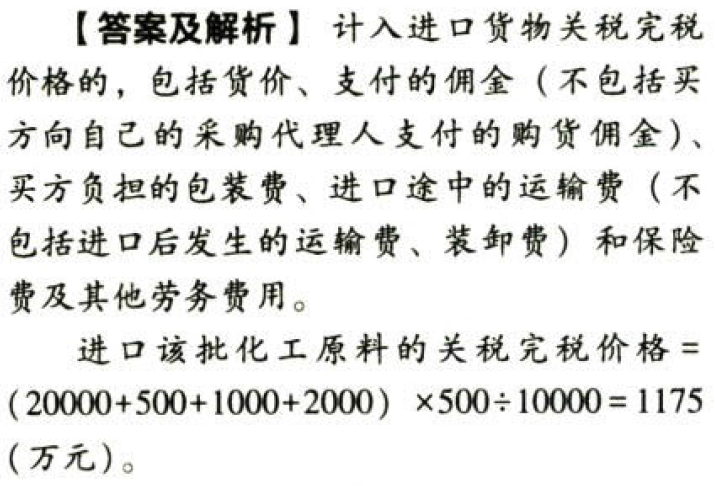 【答案及解析】 计入进口货物关税完税
价格的，包括货价、支付的佣金（不包括买
方向自己的采购代理人支付的购货佣金）、
买方负担的包装费、进口途中的运输费（不
包括进口后发生的运输费、装卸费）和保险
费及其他劳务费用。
进口该批化工原料的关税完税价格=
(20000+500+1000+2000) ×500÷10000=1175
(万元)。